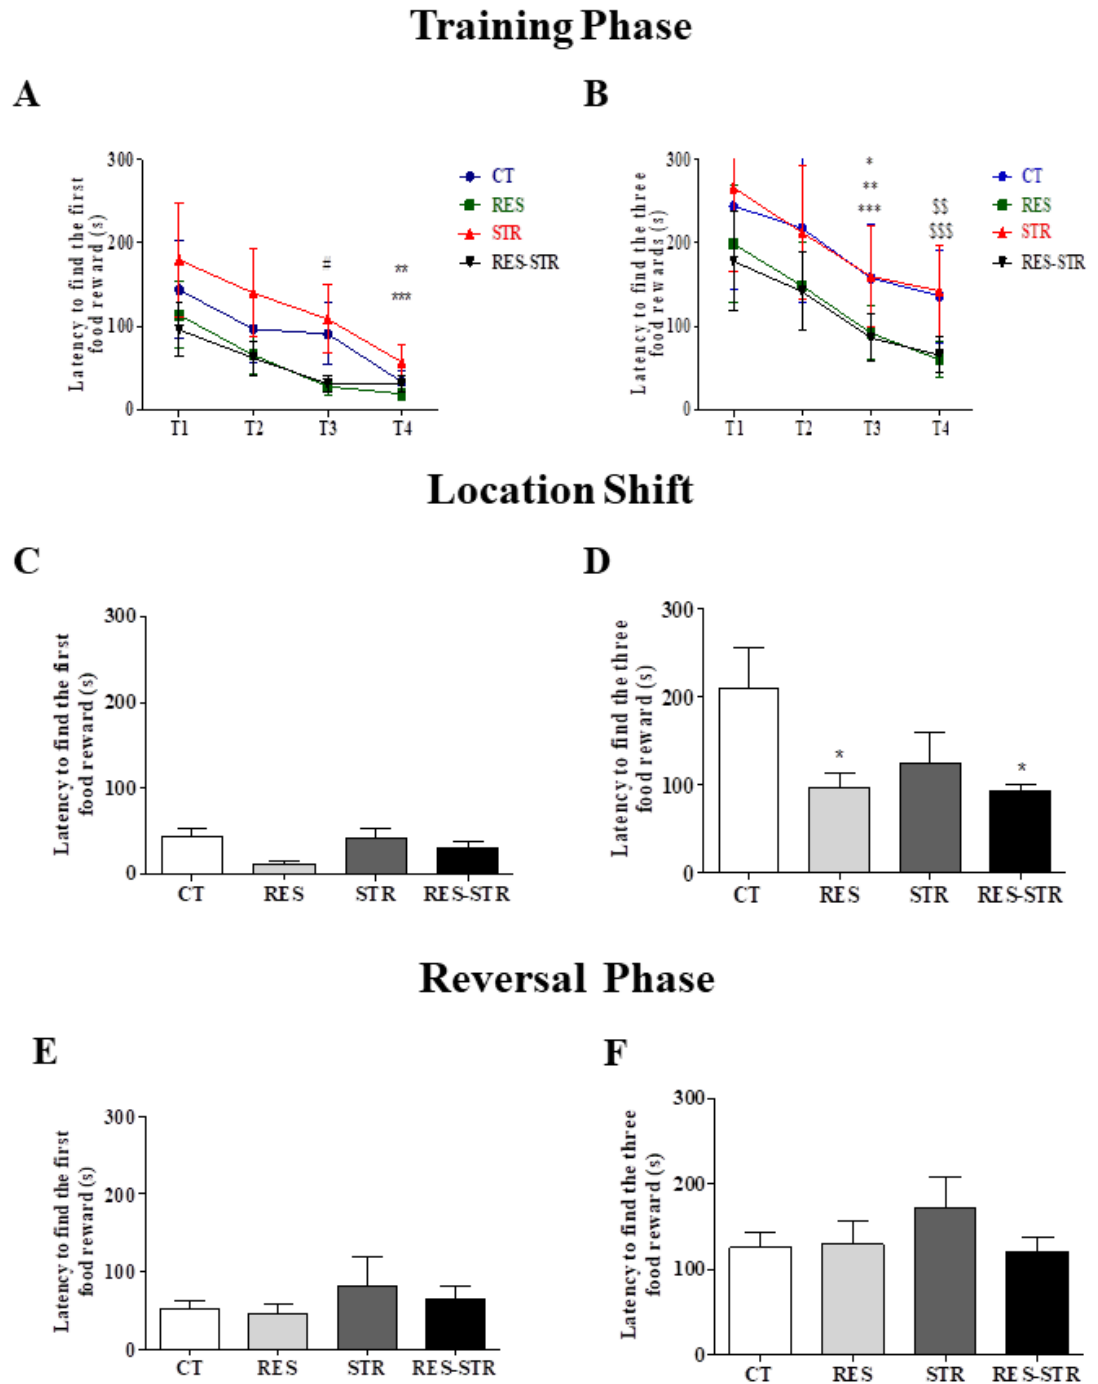 Training Phase
A
Latency to find the first
food rewards (s)
300
200
100
0
T1 T2 T3 T4
#
**
***
CT
RES
STR
RES-STR
B
Latency to find the three
food rewards (s)
300
200
100
0
T1 T2 T3 T4
*
**
***
$$
$$$
CT
RES
STR
RES-STR
Location Shift
C
Latency to find the first
food reward (s)
300
200
100
0
CT RES STR RES-STR
D
Latency to find the three
food reward (s)
300
200
100
0
*
*
CT RES STR RES-STR
Reversal Phase
E
Latency to find the first
food reward (s)
300
200
100
0
CT RES STR RES-STR
F
Latency to find the three
food reward (s)
300
200
100
0
CT RES STR RES-STR